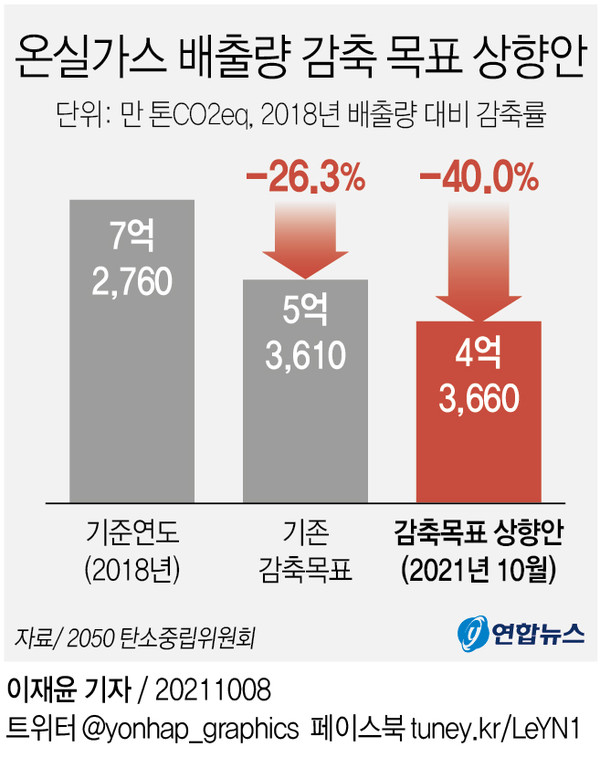 온실가스 배출량 감축 목표 상향안
단위: 만 톤CO2eq, 2018년 배출량 대비 감축률
-26.3%
-40.0%
7억
2,760
5억
3,610
4억
3,660
기준연도
(2018년)
기존
감축목표
감축목표 상향안
(2021년 10월)
자료/ 2050 탄소중립위원회
연합뉴스
이재윤 기자 / 20211008
트위터 @yonhap_graphics 페이스북 tuney.kr/LeYN1